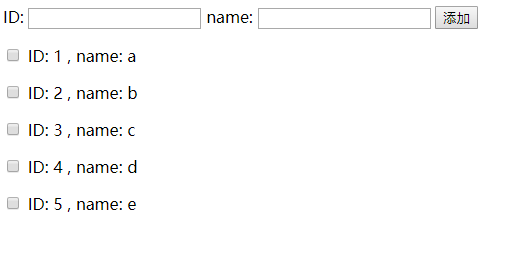 ID: name: 添加
ID: 1 , name: a
ID: 2 , name: b
ID: 3 , name: c
ID: 4 , name: d
ID: 5 , name: e